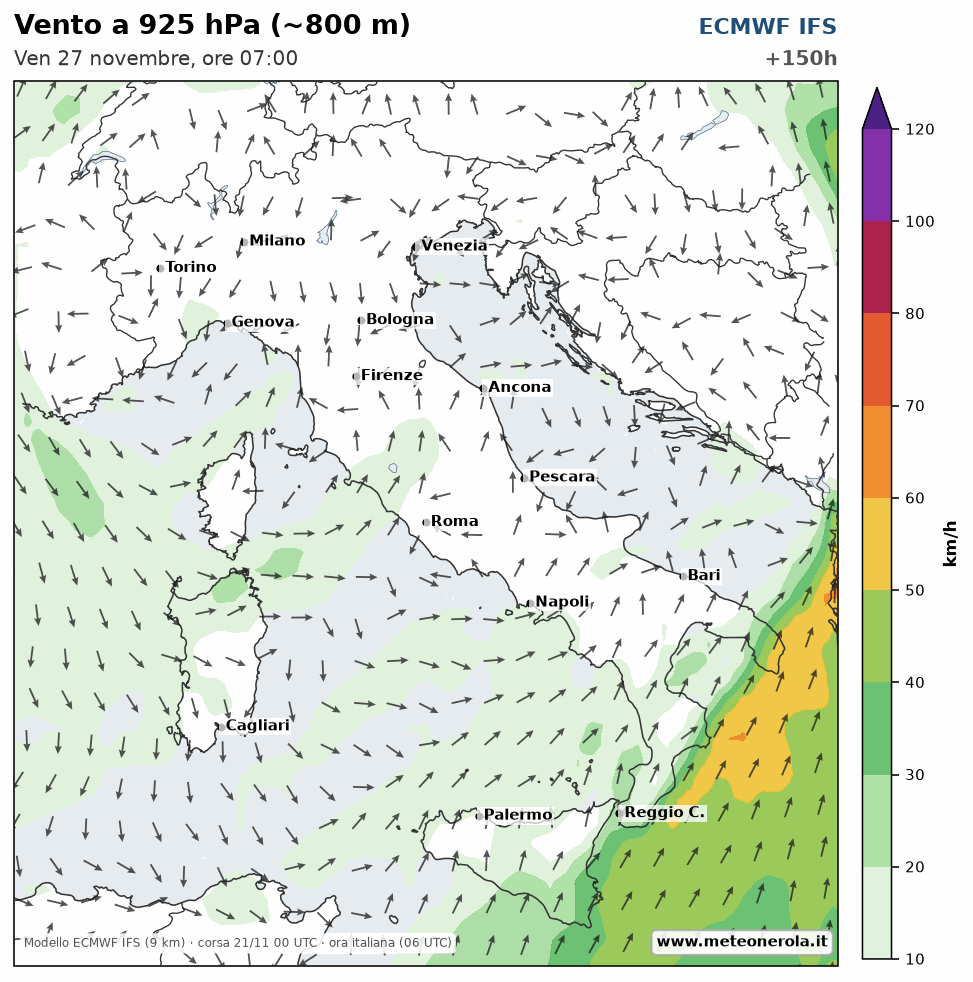 Vento a 925 hPa (~800 m)
ECMWF IFS
Ven 27 novembre, ore 07:00
+150h
Milano
Venezia
Torino
Genova
Bologna
Firenze
Ancona
Pescara
Roma
Bari
Napoli
Cagliari
Palermo
Reggio C.
120
100
80
70
60
50
40
30
20
10
km/h
Modello ECMWF IFS (9 km) · corsa 21/11 00 UTC · ora italiana (06 UTC)
www.meteonerola.it